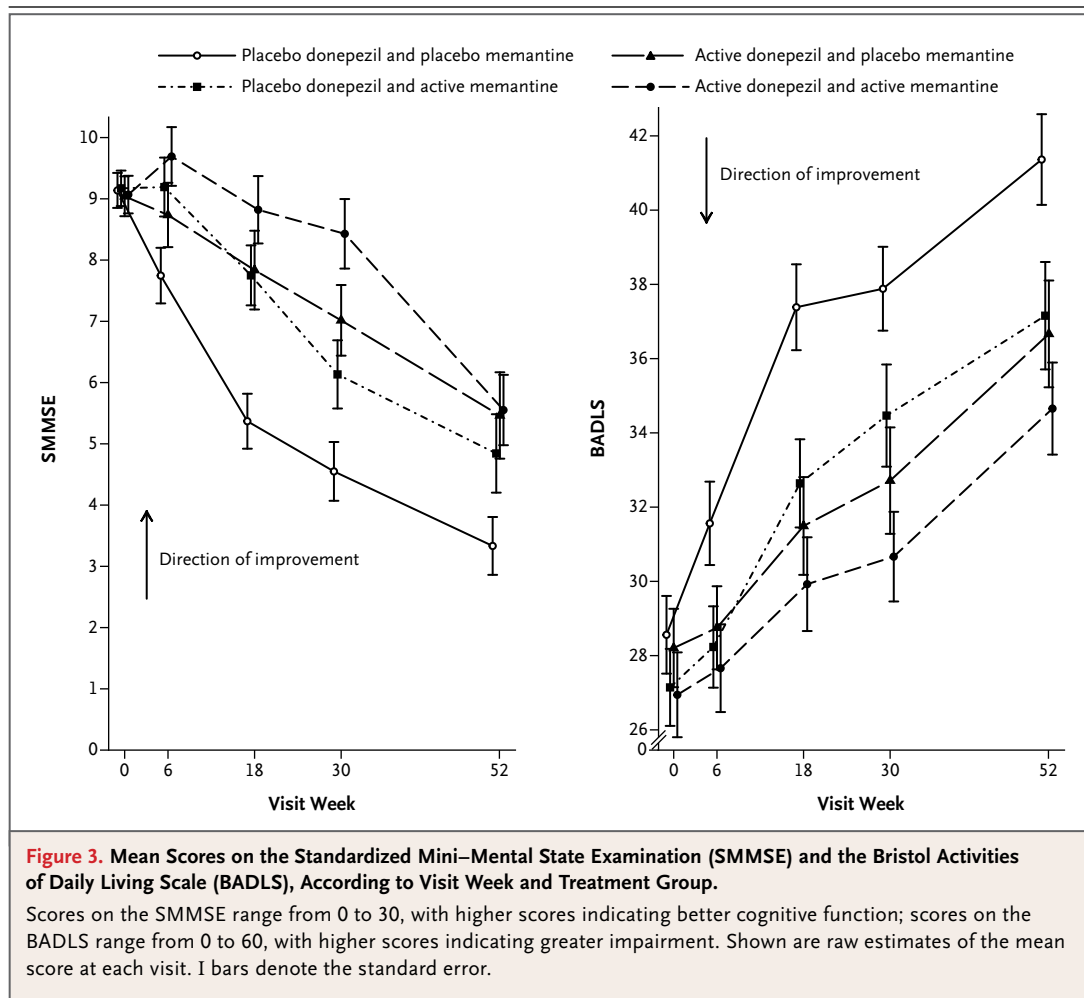 Placebo donepezil and placebo memantine
Active donepezil and placebo memantine
Placebo donepezil and active memantine
Active donepezil and active memantine
SMMSE
10
9
8
7
6
5
4
3
2
1
0
Direction of improvement
0 6 18 30 52
Visit Week
BADLS
42
40
38
36
34
32
30
28
26
0
Direction of improvement
0 6 18 30 52
Visit Week
Figure 3. Mean Scores on the Standardized Mini–Mental State Examination (SMMSE) and the Bristol Activities
of Daily Living Scale (BADLS), According to Visit Week and Treatment Group.
Scores on the SMMSE range from 0 to 30, with higher scores indicating better cognitive function; scores on the
BADLS range from 0 to 60, with higher scores indicating greater impairment. Shown are raw estimates of the mean
score at each visit. I bars denote the standard error.